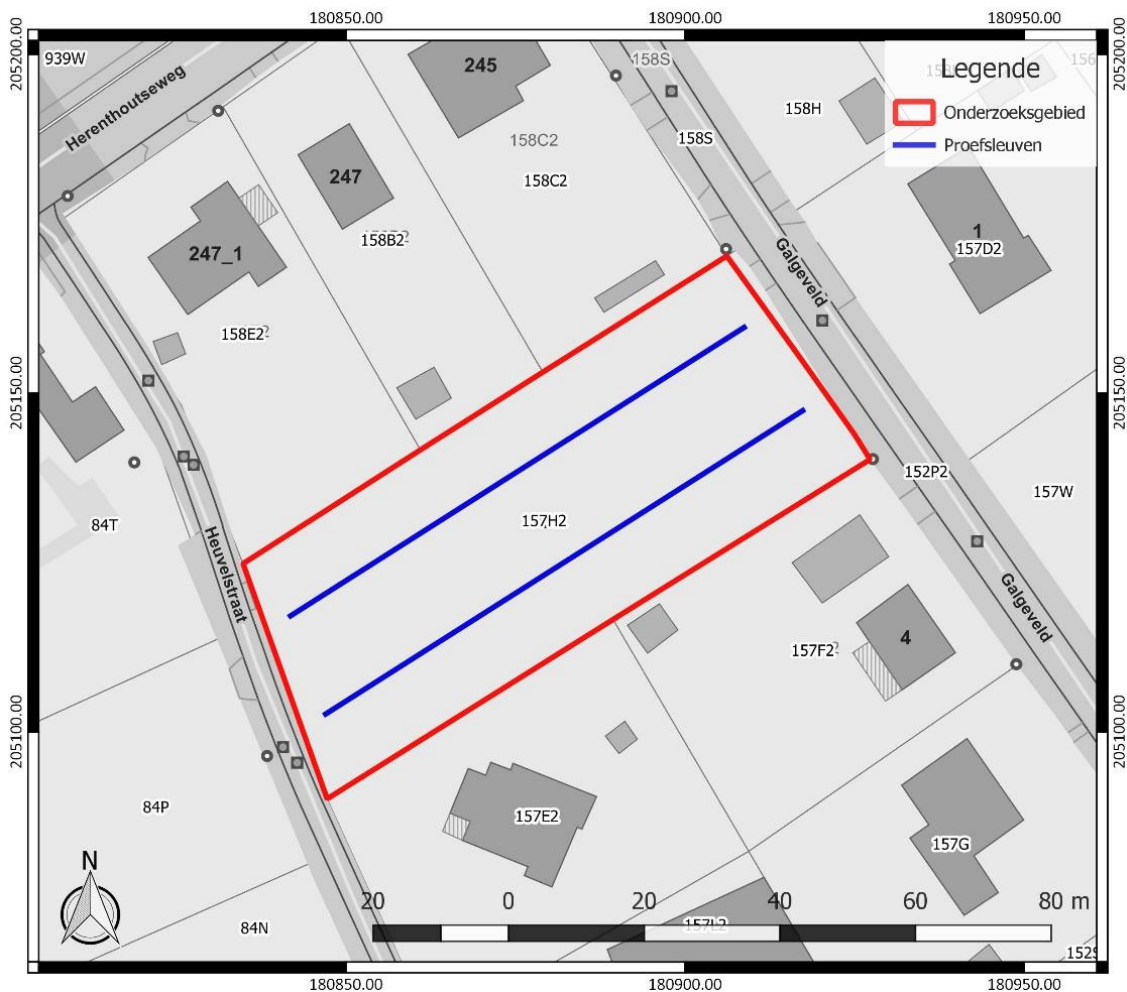 180850.00
180900.00
180950.00
205200.00
205200.00
939W
Herenthoutseweg
245
158S
158S
158H
Legende
Onderzoeksgebied
Proefsleuven
158C2
158C2
247
247_1
158B2
1
157D2
Galgeveld
158E2
205150.00
205150.00
84T
157H2
152P2
157W
Heuvelstraat
Galgeveld
157F2
4
205100.00
205100.00
84P
157E2
157G
N
20 0 20 40 60 80 m
84N
157L2
180850.00
180900.00
180950.00